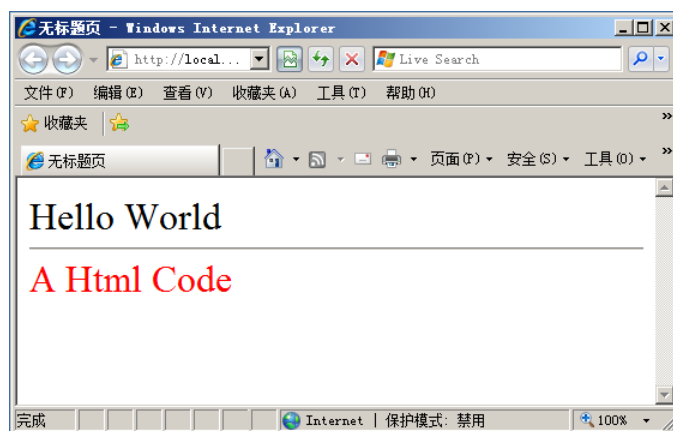 无标题页 - Windows Internet Explorer
http://local... Live Search
文件(F) 编辑(E) 查看(V) 收藏夹(A) 工具(T) 帮助(H)
收藏夹 »
无标题页 页面(P) 安全(S) 工具(O) »
Hello World
A Html Code
完成 Internet | 保护模式: 禁用 100%